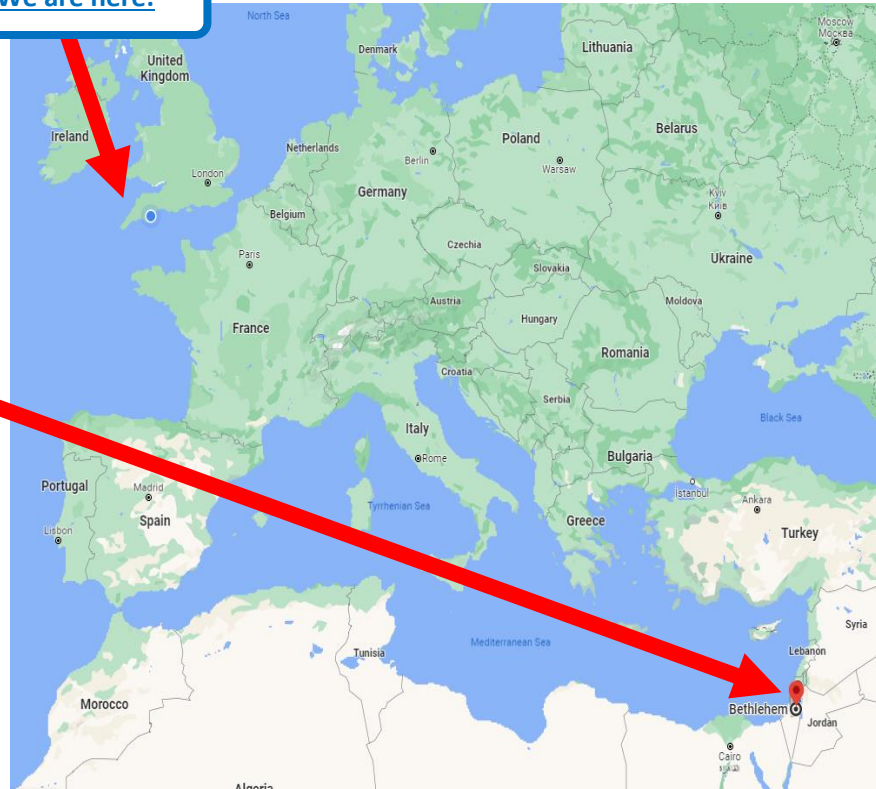 We are here!
North Sea
Moscow
Москва
Denmark
Lithuania
United
Kingdom
Ireland
Belarus
Netherlands
Berlin
Poland
Warsaw
London
Germany
Kyiv
Київ
Belgium
Czechia
Paris
Ukraine
Slovakia
Austria
Moldova
France
Hungary
Romania
Croatia
Serbia
Black Sea
Italy
Rome
Bulgaria
Portugal
Madrid
Istanbul
Ankara
Spain
Tyrrhenian Sea
Greece
Turkey
Lisbon
Syria
Mediterranean Sea
Tunisia
Lebanon
Morocco
Bethlehem
Jordan
Cairo
Algeria